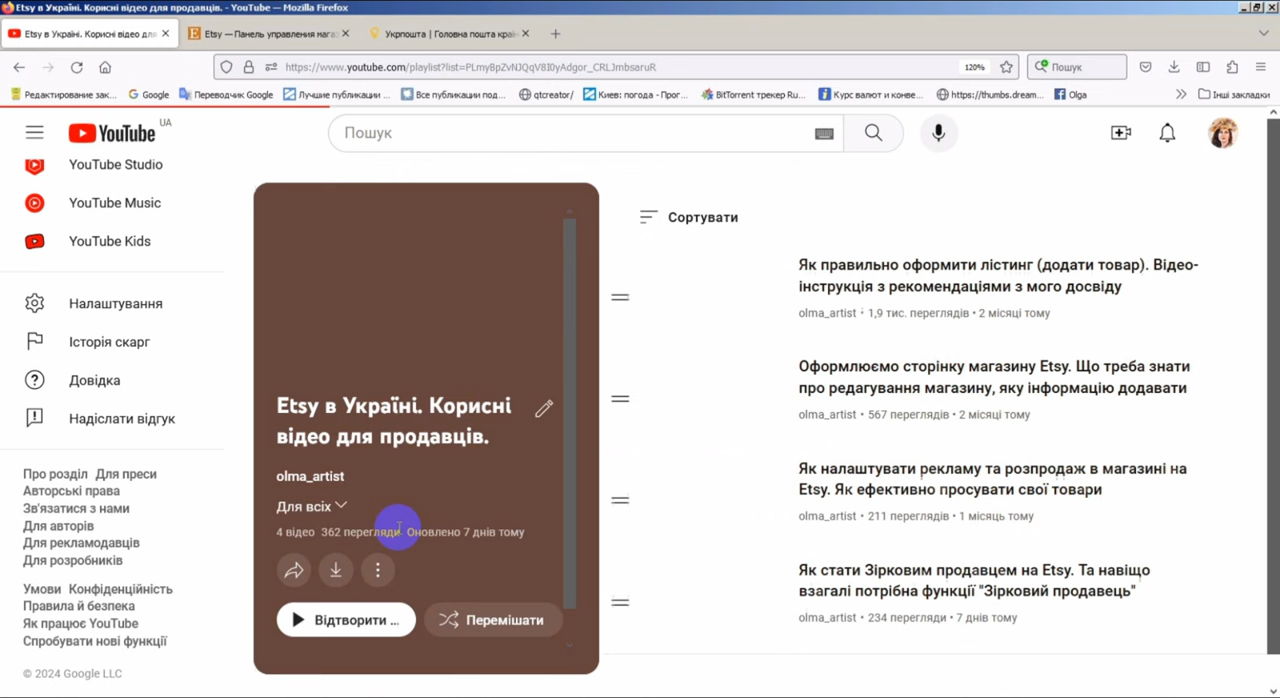 Etsy в Україні. Корисні відео для продавців. - YouTube — Mozilla Firefox
Etsy в Україні. Корисні відео для
Etsy — Панель управления мага
Укрпошта | Головна пошта краї
https://www.youtube.com/playlist?list=PLmyBpZvNJQqV8I0yAdgor_CRLJmbsaruR
120%
Пошук
Редактирование зак...
Google
Переводчик Google
Лучшие публикации ...
Все публикации под...
qtcreator/
Киев: погода - Прог...
BitTorrent трекер Ru...
Курс валют и конве...
https://thumbs.dream...
Olga
Інші закладки
YouTube
UA
Пошук
YouTube Studio
YouTube Music
YouTube Kids
Налаштування
Історія скарг
Довідка
Надіслати відгук
Про розділ Для преси
Авторські права
Зв'язатися з нами
Для авторів
Для рекламодавців
Для розробників
Умови Конфіденційність
Правила й безпека
Як працює YouTube
Спробувати нові функції
© 2024 Google LLC
Etsy в Україні. Корисні
відео для продавців.
olma_artist
Для всіх
4 відео 362 перегляди Оновлено 7 днів тому
Відтворити ...
Перемішати
Сортувати
Як правильно оформити лістинг (додати товар). Відео-
інструкція з рекомендаціями з мого досвіду
olma_artist • 1,9 тис. переглядів • 2 місяці тому
Оформлюємо сторінку магазину Etsy. Що треба знати
про редагування магазину, яку інформацію додавати
olma_artist • 567 переглядів • 2 місяці тому
Як налаштувати рекламу та розпродаж в магазині на
Etsy. Як ефективно просувати свої товари
olma_artist • 211 переглядів • 1 місяць тому
Як стати Зірковим продавцем на Etsy. Та навіщо
взагалі потрібна функції "Зірковий продавець"
olma_artist • 234 перегляди • 7 днів тому